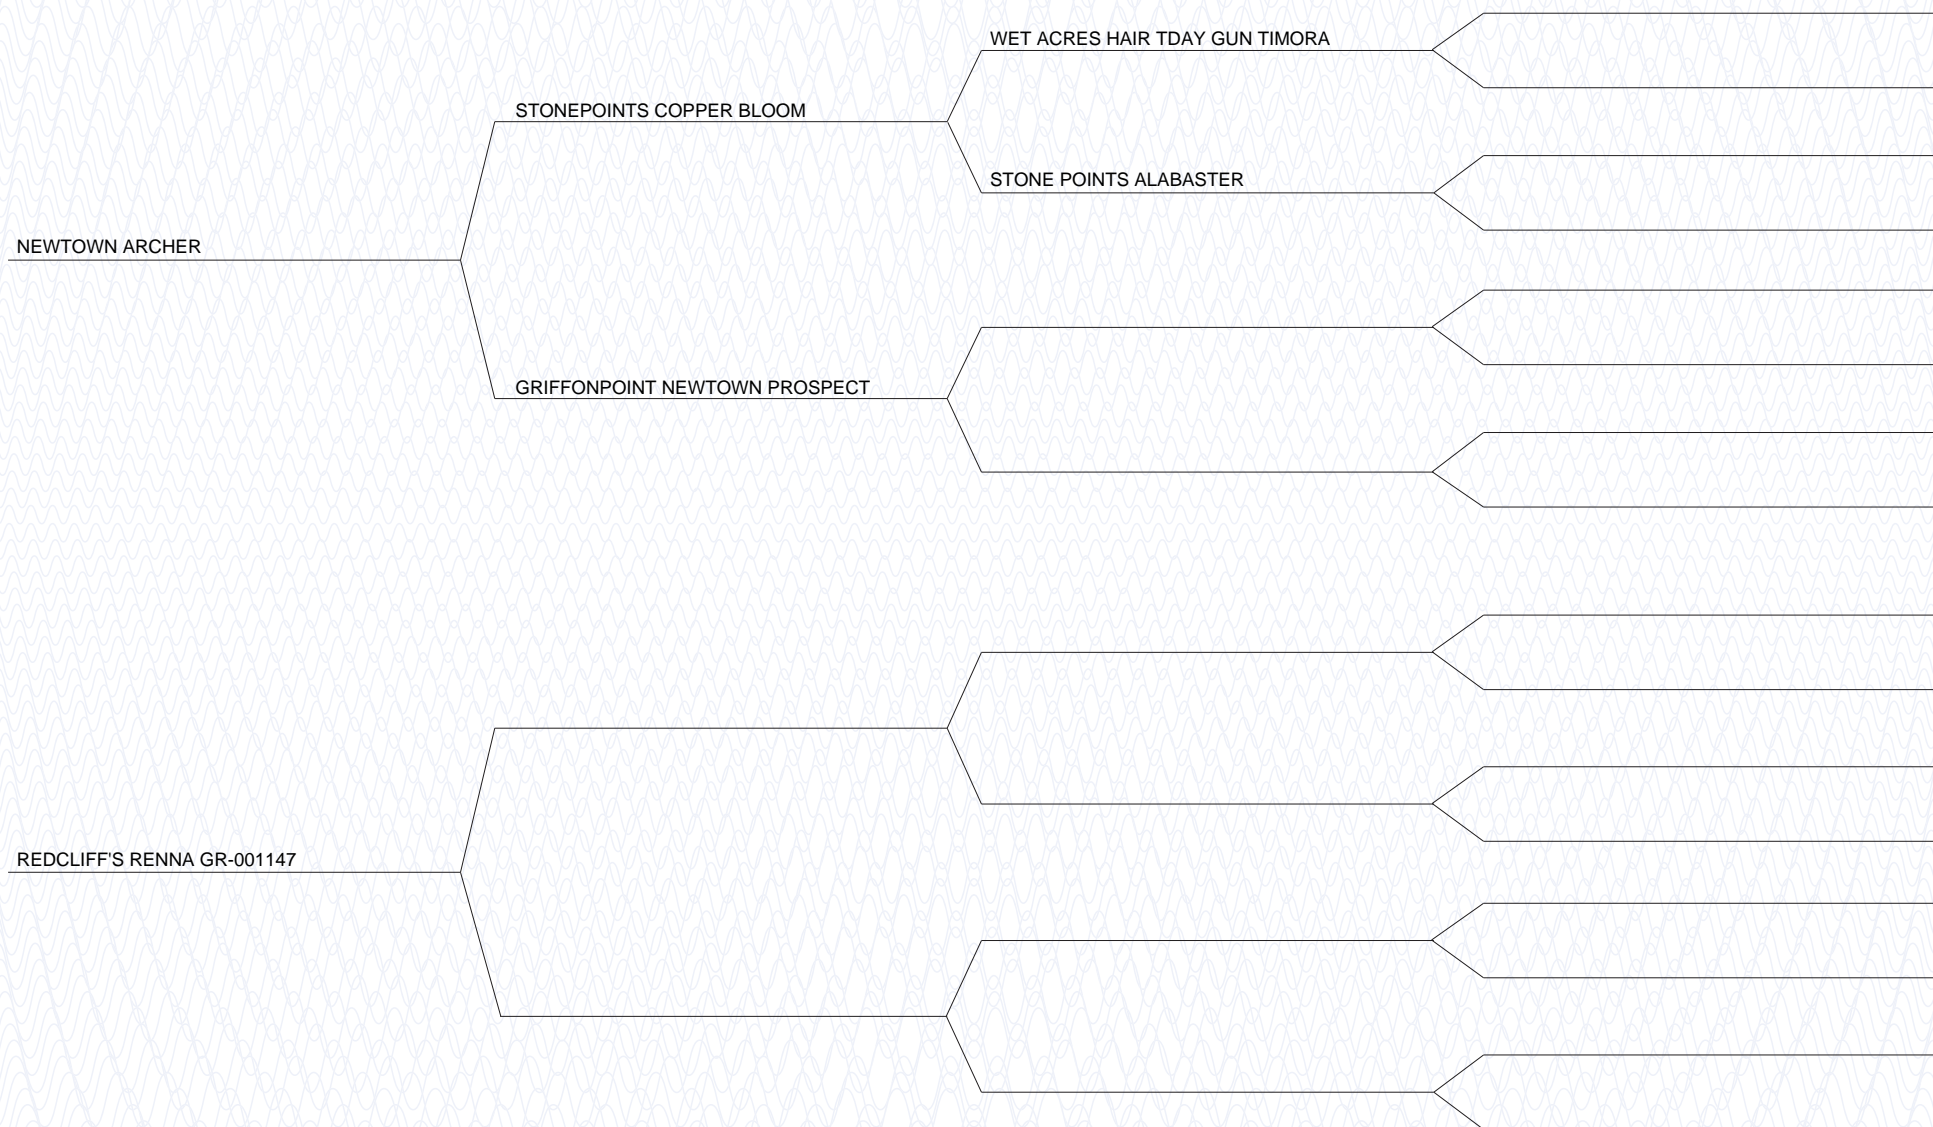 WET ACRES HAIR TDAY GUN TIMORA
STONEPOINTS COPPER BLOOM
STONE POINTS ALABASTER
NEWTOWN ARCHER
GRIFFONPOINT NEWTOWN PROSPECT
REDCLIFF'S RENNA GR-001147